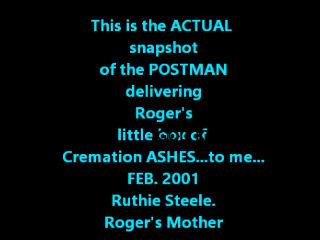 This is the ACTUAL
snapshot
of the POSTMAN
delivering
Roger's
little box of
Cremation ASHES...to me...
FEB. 2001
Ruthie Steele.
Roger's Mother